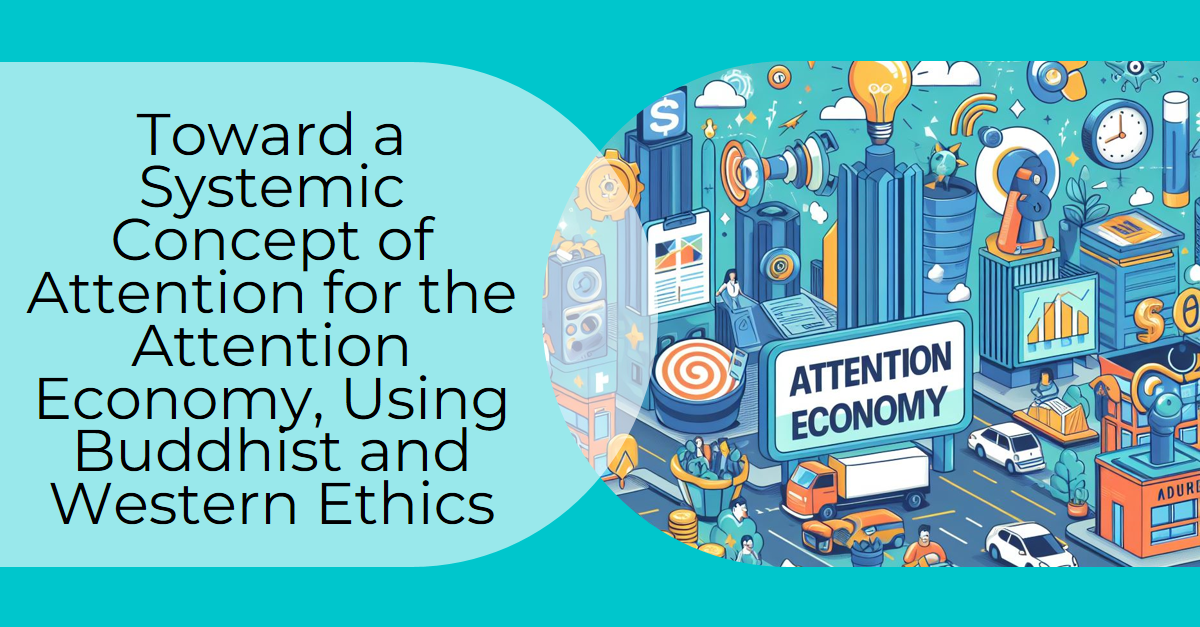 Toward a
Systemic
Concept of
Attention for the
Attention
Economy, Using
Buddhist and
Western Ethics
$
ATTENTION
ECONOMY
$